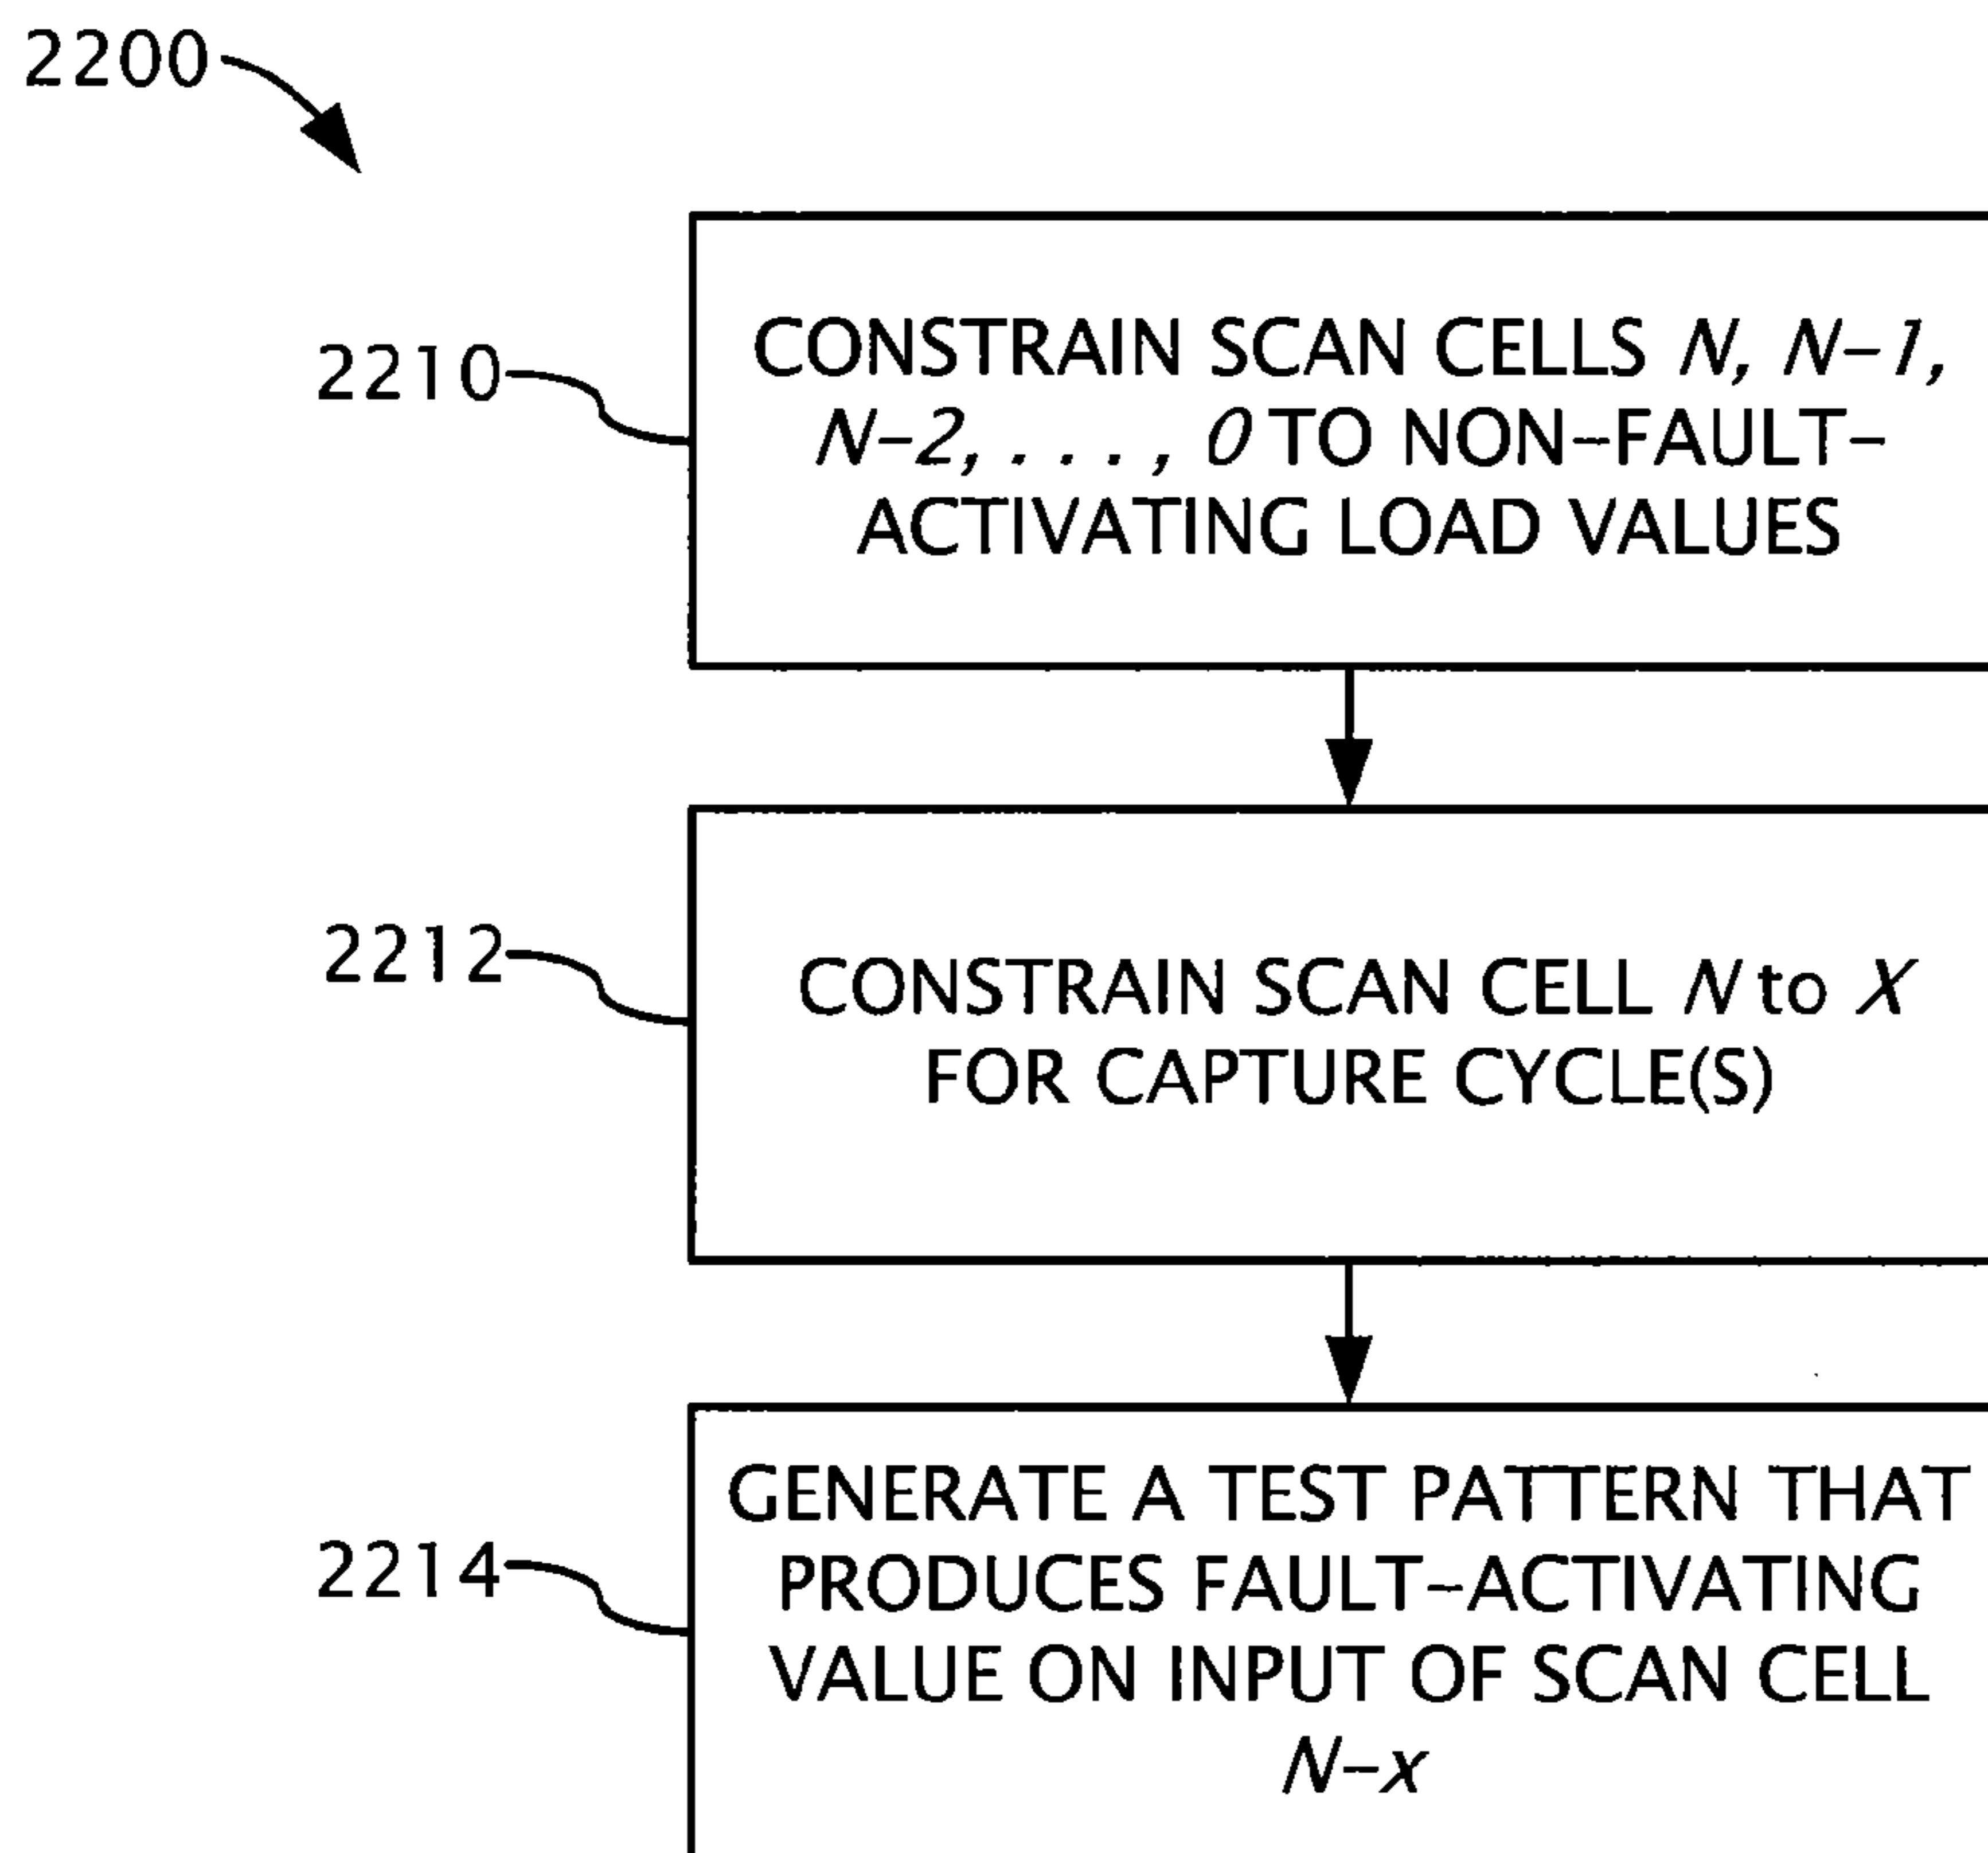 2200
2210
CONSTRAIN SCAN CELLS N, N-1,
N-2, . . . , 0 TO NON-FAULT-
ACTIVATING LOAD VALUES
2212
CONSTRAIN SCAN CELL N to X
FOR CAPTURE CYCLE(S)
2214
GENERATE A TEST PATTERN THAT
PRODUCES FAULT-ACTIVATING
VALUE ON INPUT OF SCAN CELL
N-x